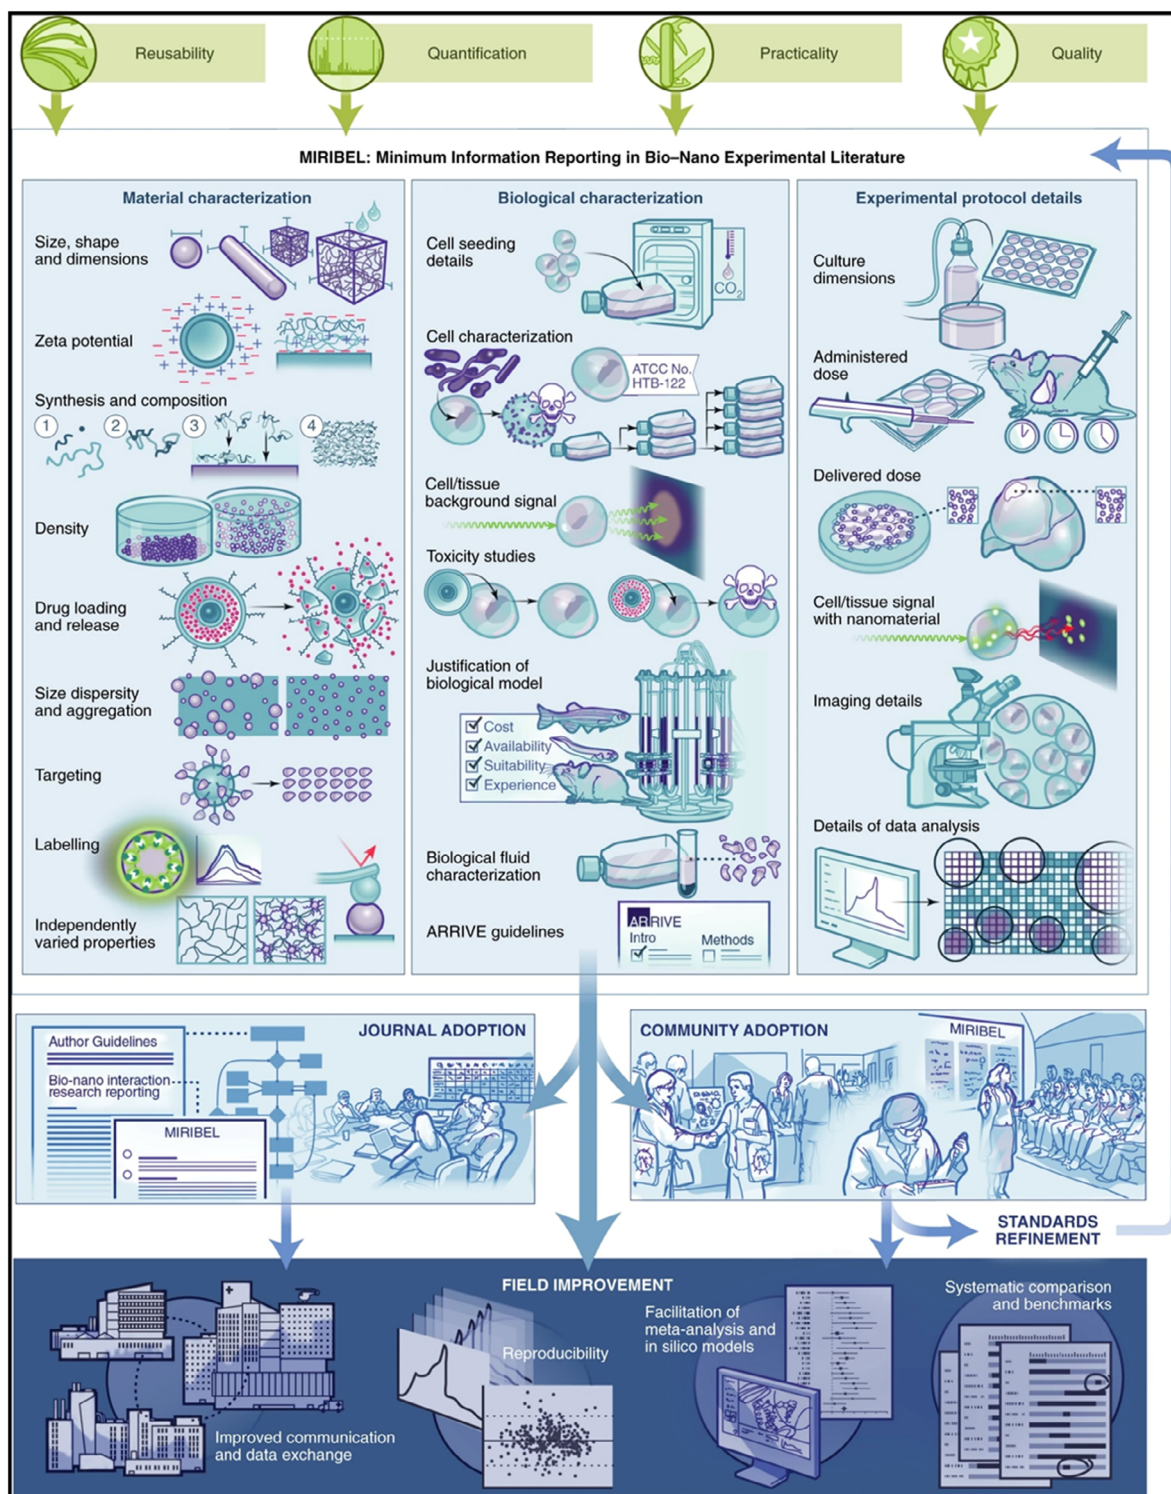 Reusability
Quantification
Practicality
Quality
MIRIBEL: Minimum Information Reporting in Bio–Nano Experimental Literature
Material characterization
Size, shape
and dimensions
Zeta potential
Synthesis and composition
1
2
3
4
Density
Drug loading
and release
Size dispersity
and aggregation
Targeting
Labelling
Independently
varied properties
Biological characterization
Cell seeding
details
CO2
Cell characterization
ATCC No.
HTB-122
Cell/tissue
background signal
Toxicity studies
Justification of
biological model
Cost
Availability
Suitability
Experience
Biological fluid
characterization
ARRIVE guidelines
ARRIVE
Intro
Methods
Experimental protocol details
Culture
dimensions
Administered
dose
Delivered dose
Cell/tissue signal
with nanomaterial
Imaging details
Details of data analysis
JOURNAL ADOPTION
Author Guidelines
Bio-nano interaction
research reporting
MIRIBEL
COMMUNITY ADOPTION
MIRIBEL
STANDARDS
REFINEMENT
FIELD IMPROVEMENT
Improved communication
and data exchange
Reproducibility
Facilitation of
meta-analysis and
in silico models
Systematic comparison
and benchmarks